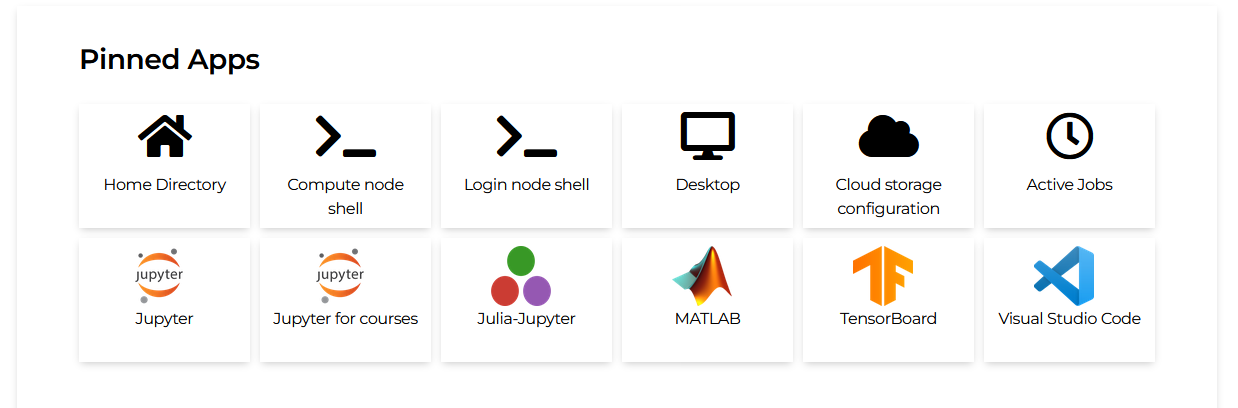 Pinned Apps
Home Directory
Compute node
shell
Login node shell
Desktop
Cloud storage
configuration
Active Jobs
jupyter
Jupyter
jupyter
Jupyter for courses
Julia-Jupyter
MATLAB
TensorBoard
Visual Studio Code